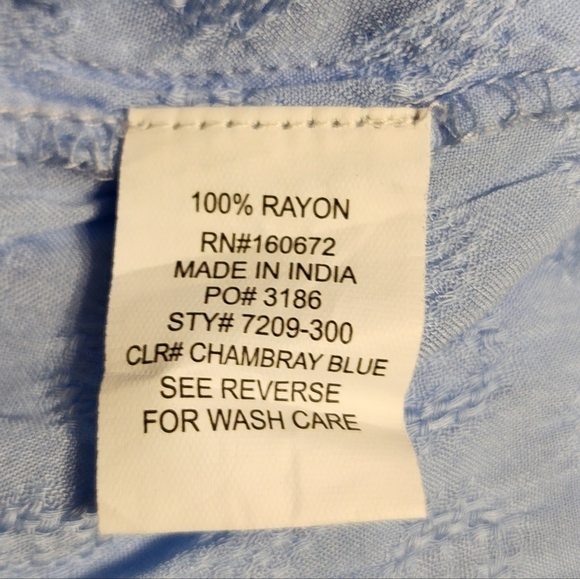 100% RAYON
RN#160672
MADE IN INDIA
PO# 3186
STY# 7209-300
CLR# CHAMBRAY BLUE
SEE REVERSE
FOR WASH CARE